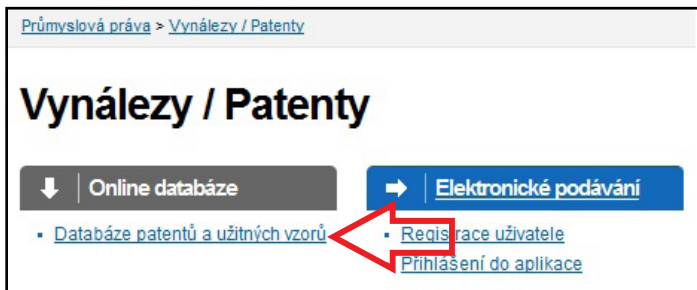 Průmyslová práva > Vynálezy / Patenty
Vynálezy / Patenty
Online databáze
Databáze patentů a užitných vzorů
Elektronické podávání
Registrace uživatele
Přihlášení do aplikace